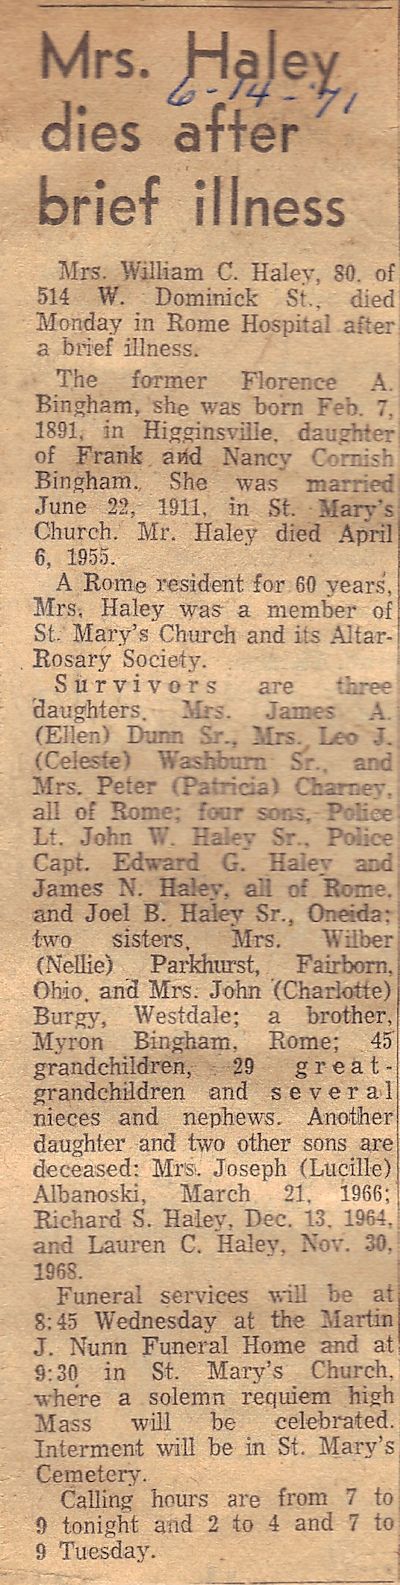 Mrs. Haley
6-14-'71
dies after
brief illness
Mrs. William C. Haley, 80, of
514 W. Dominick St., died
Monday in Rome Hospital after
a brief illness.
The former Florence A.
Bingham, she was born Feb. 7,
1891, in Higginsville, daughter
of Frank and Nancy Cornish
Bingham. She was married
June 22, 1911, in St. Mary's
Church. Mr. Haley died April
6, 1955.
A Rome resident for 60 years,
Mrs. Haley was a member of
St. Mary's Church and its Altar-
Rosary Society.
Survivors are three
daughters, Mrs. James A.
(Ellen) Dunn Sr., Mrs. Leo J.
(Celeste) Washburn Sr., and
Mrs. Peter (Patricia) Charney,
all of Rome; four sons, Police
Lt. John W. Haley Sr., Police
Capt. Edward G. Haley and
James N. Haley, all of Rome,
and Joel B. Haley Sr., Oneida;
two sisters, Mrs. Wilber
(Nellie) Parkhurst, Fairborn,
Ohio, and Mrs. John (Charlotte)
Burgy, Westdale; a brother,
Myron Bingham, Rome; 45
grandchildren, 29 great-
grandchildren and several
nieces and nephews. Another
daughter and two other sons are
deceased: Mrs. Joseph (Lucille)
Albanoski, March 21, 1966;
Richard S. Haley, Dec. 13, 1964,
and Lauren C. Haley, Nov. 30,
1968.
Funeral services will be at
8:45 Wednesday at the Martin
J. Nunn Funeral Home and at
9:30 in St. Mary's Church,
where a solemn requiem high
Mass will be celebrated.
Interment will be in St. Mary's
Cemetery.
Calling hours are from 7 to
9 tonight and 2 to 4 and 7 to
9 Tuesday.